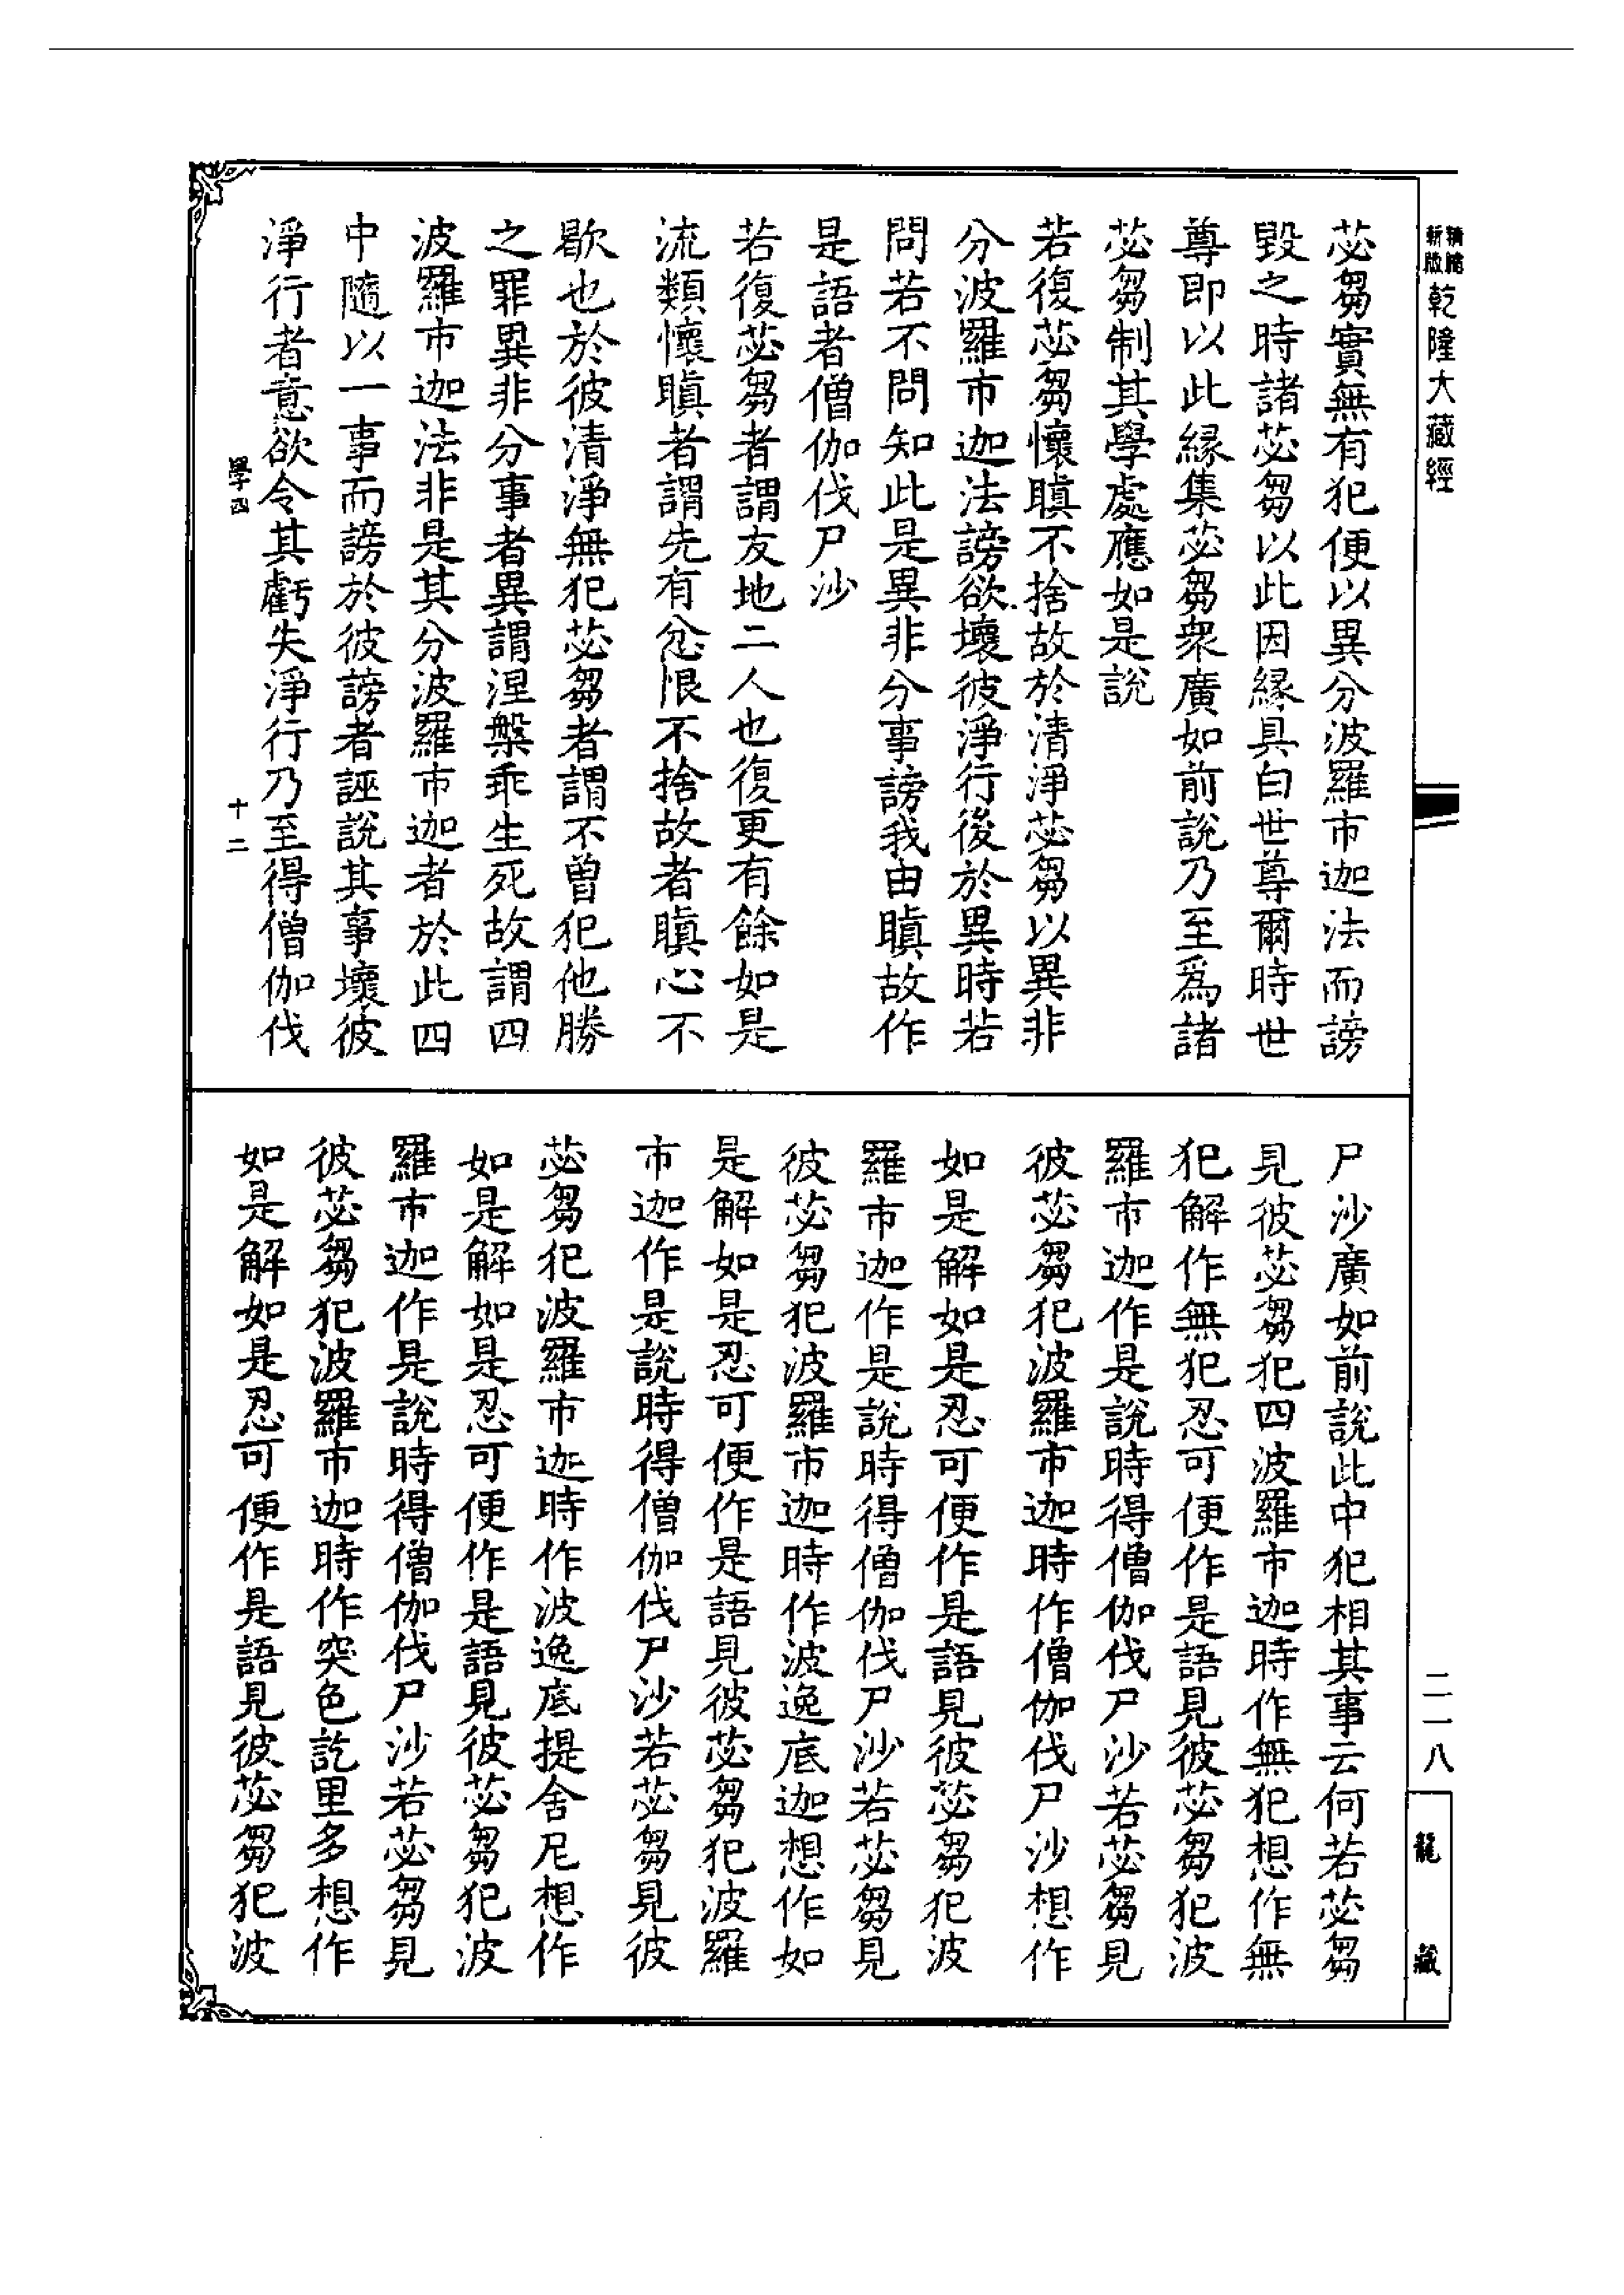 精縮新版乾隆大藏經
苾芻實無有犯便以異分波羅市迦法而謗
毀之時諸苾芻以此因緣具白世尊爾時世
尊即以此緣集苾芻衆廣如前說乃至爲諸
苾芻制其學處應如是說
若復苾芻懷瞋不捨故於清淨苾芻以異非
分波羅市迦法謗欲壞彼淨行後於異時若
問若不問知此是異非分事謗我由瞋故作
是語者僧伽伐尸沙
若復苾芻者謂友地二人也復更有餘如是
流類懷瞋者謂先有忿恨不捨故者瞋心不
歇也於彼清淨無犯苾芻者謂不曾犯他勝
之罪異非分事者異謂涅槃乖生死故謂四
波羅市迦法非是其分波羅市迦者於此四
中隨以一事而謗於彼謗者誣說其事壞彼
淨行者意欲令其虧失淨行乃至得僧伽伐
學四 十二
尸沙廣如前說此中犯相其事云何若苾芻
見彼苾芻犯四波羅市迦時作無犯想作無
犯解作無犯忍可便作是語見彼苾芻犯波
羅市迦作是說時得僧伽伐尸沙若苾芻見
彼苾芻犯波羅市迦時作僧伽伐尸沙想作
如是解如是忍可便作是語見彼苾芻犯波
羅市迦作是說時得僧伽伐尸沙若苾芻見
彼苾芻犯波羅市迦時作波逸底迦想作如
是解如是忍可便作是語見彼苾芻犯波羅
市迦作是說時得僧伽伐尸沙若苾芻見彼
苾芻犯波羅市迦時作波逸底提舍尼想作
如是解如是忍可便作是語見彼苾芻犯波
羅市迦作是說時得僧伽伐尸沙若苾芻見
彼苾芻犯波羅市迦時作突色訖里多想作
如是解如是忍可便作是語見彼苾芻犯波
二一八
龍藏